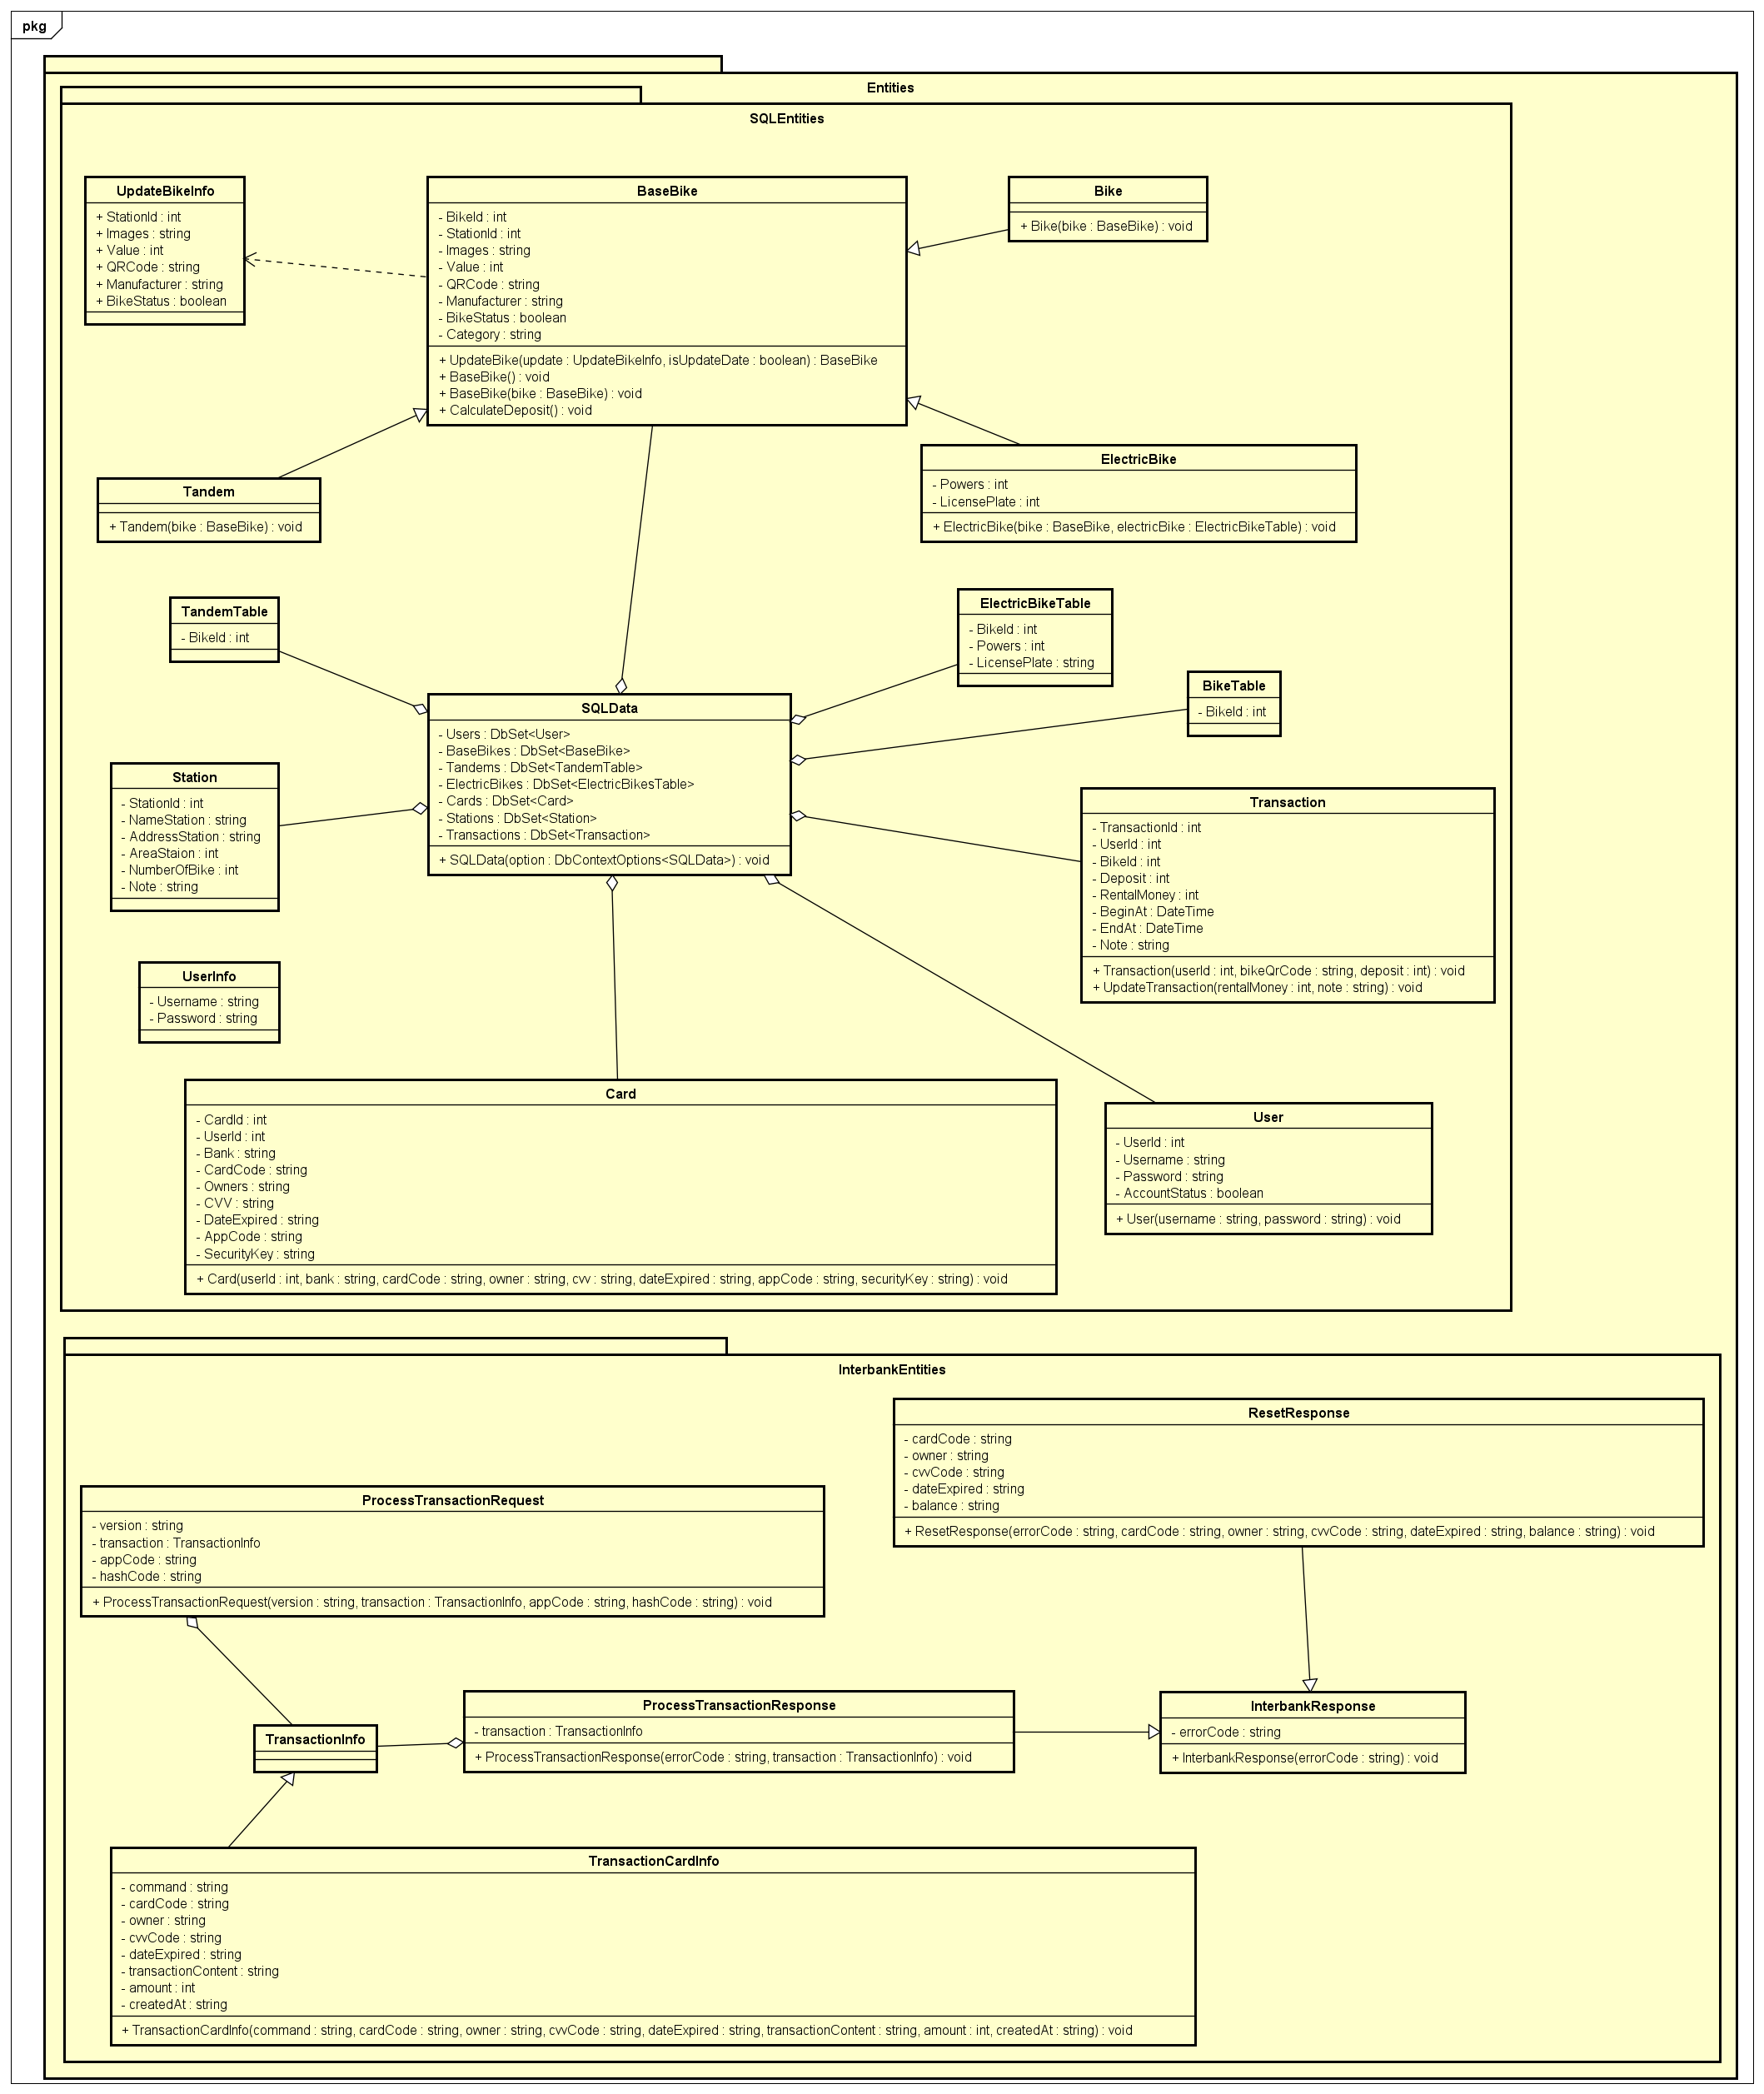 pkg
Entities
SQLEntities
UpdateBikeInfo
+ StationId : int
+ Images : string
+ Value : int
+ QRCode : string
+ Manufacturer : string
+ BikeStatus : boolean
BaseBike
- BikeId : int
- StationId : int
- Images : string
- Value : int
- QRCode : string
- Manufacturer : string
- BikeStatus : boolean
- Category : string
+ UpdateBike(update : UpdateBikeInfo, isUpdateDate : boolean) : BaseBike
+ BaseBike() : void
+ BaseBike(bike : BaseBike) : void
+ CalculateDeposit() : void
Bike
+ Bike(bike : BaseBike) : void
Tandem
+ Tandem(bike : BaseBike) : void
ElectricBike
- Powers : int
- LicensePlate : int
+ ElectricBike(bike : BaseBike, electricBike : ElectricBikeTable) : void
TandemTable
- BikeId : int
ElectricBikeTable
- BikeId : int
- Powers : int
- LicensePlate : string
BikeTable
- BikeId : int
SQLData
- Users : DbSet<User>
- BaseBikes : DbSet<BaseBike>
- Tandems : DbSet<TandemTable>
- ElectricBikes : DbSet<ElectricBikesTable>
- Cards : DbSet<Card>
- Stations : DbSet<Station>
- Transactions : DbSet<Transaction>
+ SQLData(option : DbContextOptions<SQLData>) : void
Station
- StationId : int
- NameStation : string
- AddressStation : string
- AreaStaion : int
- NumberOfBike : int
- Note : string
Transaction
- TransactionId : int
- UserId : int
- BikeId : int
- Deposit : int
- RentalMoney : int
- BeginAt : DateTime
- EndAt : DateTime
- Note : string
+ Transaction(userId : int, bikeQrCode : string, deposit : int) : void
+ UpdateTransaction(rentalMoney : int, note : string) : void
UserInfo
- Username : string
- Password : string
Card
- CardId : int
- UserId : int
- Bank : string
- CardCode : string
- Owners : string
- CVV : string
- DateExpired : string
- AppCode : string
- SecurityKey : string
+ Card(userId : int, bank : string, cardCode : string, owner : string, cvv : string, dateExpired : string, appCode : string, securityKey : string) : void
User
- UserId : int
- Username : string
- Password : string
- AccountStatus : boolean
+ User(username : string, password : string) : void
InterbankEntities
ResetResponse
- cardCode : string
- owner : string
- cvvCode : string
- dateExpired : string
- balance : string
+ ResetResponse(errorCode : string, cardCode : string, owner : string, cvvCode : string, dateExpired : string, balance : string) : void
ProcessTransactionRequest
- version : string
- transaction : TransactionInfo
- appCode : string
- hashCode : string
+ ProcessTransactionRequest(version : string, transaction : TransactionInfo, appCode : string, hashCode : string) : void
TransactionInfo
ProcessTransactionResponse
- transaction : TransactionInfo
+ ProcessTransactionResponse(errorCode : string, transaction : TransactionInfo) : void
InterbankResponse
- errorCode : string
+ InterbankResponse(errorCode : string) : void
TransactionCardInfo
- command : string
- cardCode : string
- owner : string
- cvvCode : string
- dateExpired : string
- transactionContent : string
- amount : int
- createdAt : string
+ TransactionCardInfo(command : string, cardCode : string, owner : string, cvvCode : string, dateExpired : string, transactionContent : string, amount : int, createdAt : string) : void